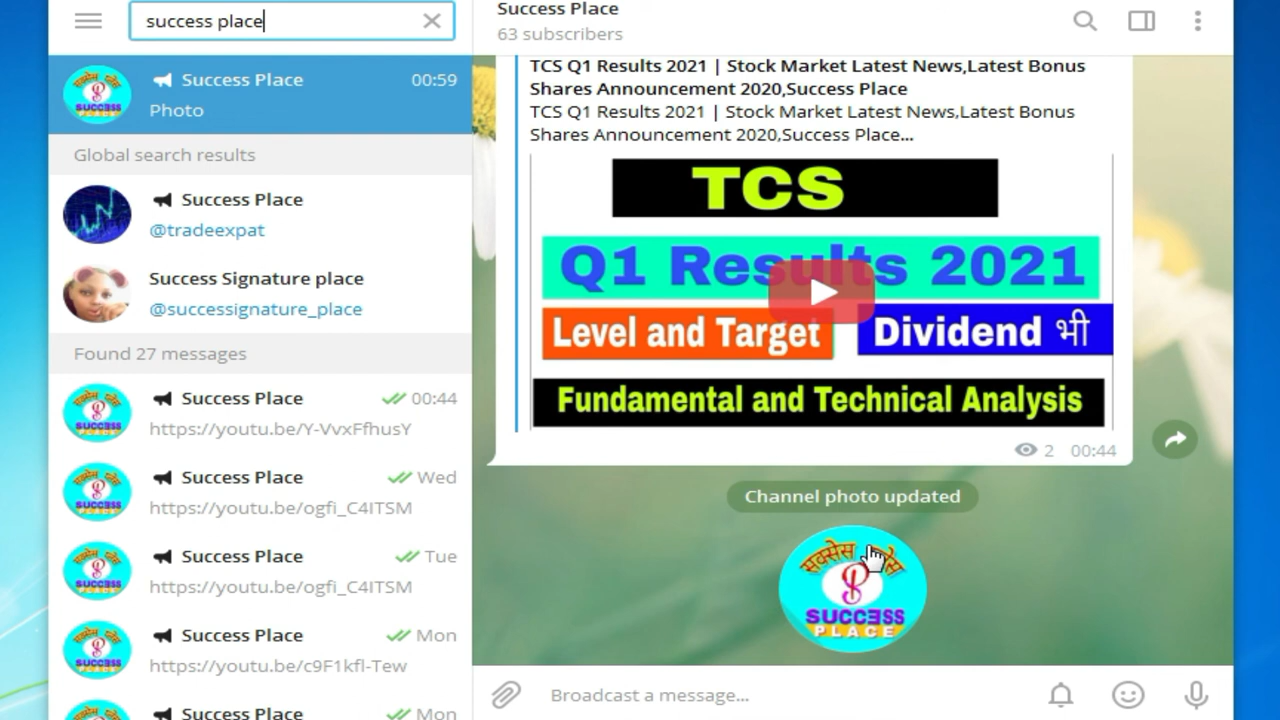 success place
Success Place
63 subscribers
Success Place 00:59
Photo
Global search results
Success Place
@tradeexpat
Success Signature place
@successignature_place
Found 27 messages
Success Place 00:44
https://youtu.be/Y-VvxFfhusY
Success Place Wed
https://youtu.be/ogfi_C4ITSM
Success Place Tue
https://youtu.be/ogfi_C4ITSM
Success Place Mon
https://youtu.be/c9F1kfl-Tew
Success Place Mon
TCS Q1 Results 2021 | Stock Market Latest News,Latest Bonus
Shares Announcement 2020,Success Place
TCS Q1 Results 2021 | Stock Market Latest News,Latest Bonus
Shares Announcement 2020,Success Place...
TCS
Q1 Results 2021
Level and Target Dividend भी
Fundamental and Technical Analysis
2 00:44
Channel photo updated
सक्सेस
SUCCESS
PLACE
Broadcast a message...